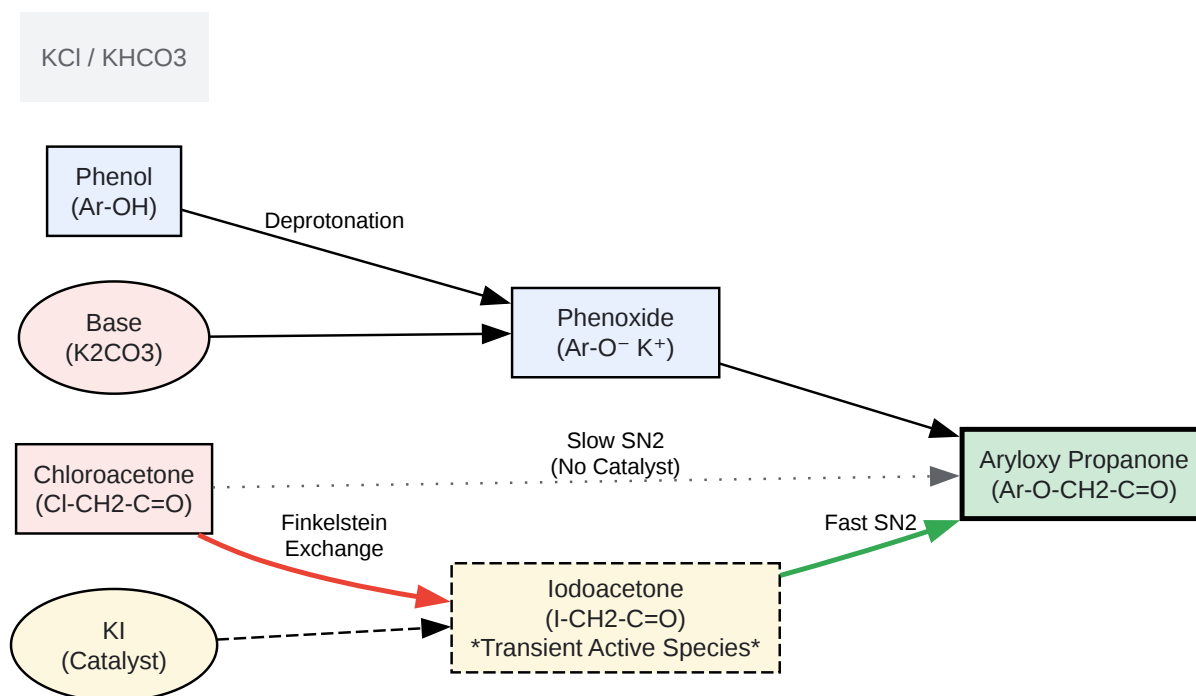 KCl / KHCO3
Phenol
(Ar-OH)
Deprotonation
Base
(K2CO3)
Phenoxide
(Ar-O⁻ K⁺)
Slow SN2
(No Catalyst)
Chloroacetone
(Cl-CH2-C=O)
Aryloxy Propanone
(Ar-O-CH2-C=O)
Finkelstein
Exchange
Fast SN2
Iodoacetone
(I-CH2-C=O)
*Transient Active Species*
KI
(Catalyst)